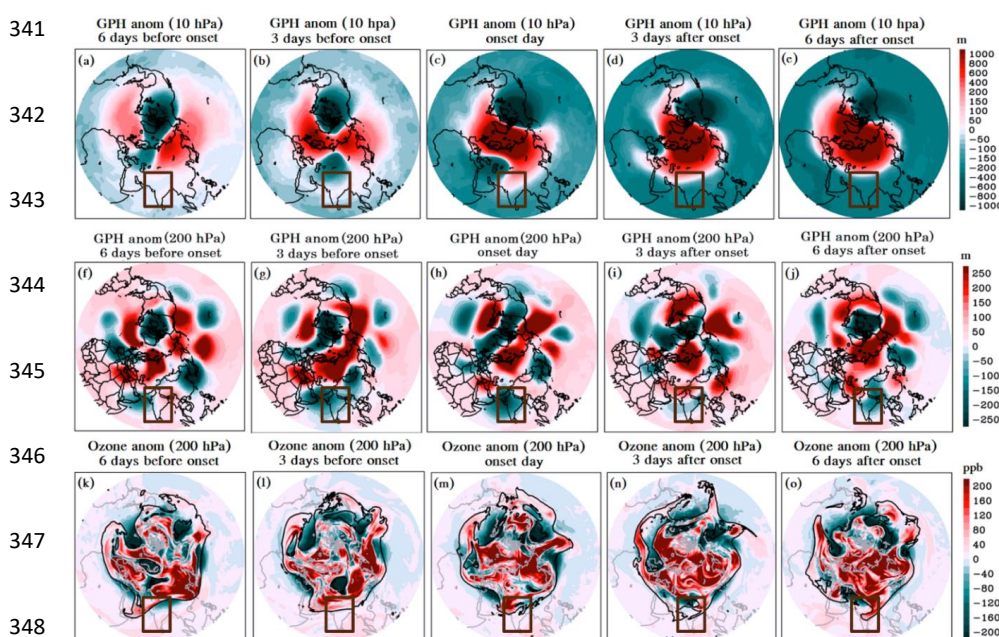 341
GPH anom (10 hPa)
6 days before onset
GPH anom (10 hpa)
3 days before onset
GPH anom (10 hpa)
onset day
GPH anom (10 hpa)
3 days after onset
GPH anom (10 hpa)
6 days after onset
m
(a)
(b)
(c)
(d)
(e)
1000
800
600
400
200
100
50
0
−50
−100
−200
−400
−600
−800
−1000
342
343
GPH anom (200 hPa)
6 days before onset
GPH anom (200 hPa)
3 days before onset
GPH anom (200 hPa)
onset day
GPH anom (200 hPa)
3 days after onset
GPH anom (200 hPa)
6 days after onset
m
344
(f)
(g)
(h)
(i)
(j)
250
200
150
100
50
0
−50
−100
−150
−200
−250
345
346
Ozone anom (200 hPa)
6 days before onset
Ozone anom (200 hPa)
3 days before onset
Ozone anom (200 hPa)
onset day
Ozone anom (200 hPa)
3 days after onset
Ozone anom (200 hPa)
6 days after onset
ppb
(k)
(l)
(m)
(n)
(o)
200
160
120
80
40
0
−40
−80
−120
−160
−200
347
348